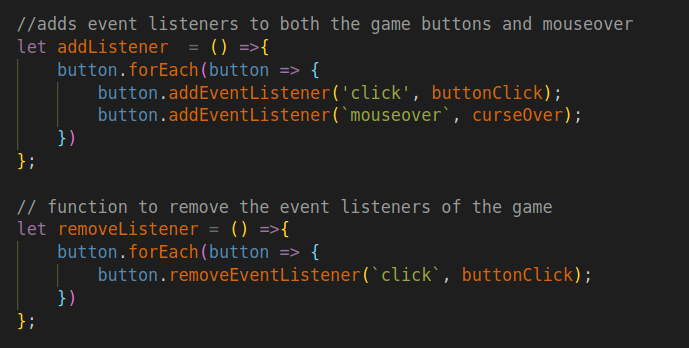 //adds event listeners to both the game buttons and mouseover
let addListener  = () =>{
    button.forEach(button => {
        button.addEventListener('click', buttonClick);
        button.addEventListener(`mouseover`, curseOver);
    })
};

// function to remove the event listeners of the game
let removeListener = () =>{
    button.forEach(button => {
        button.removeEventListener(`click`, buttonClick);
    })
};